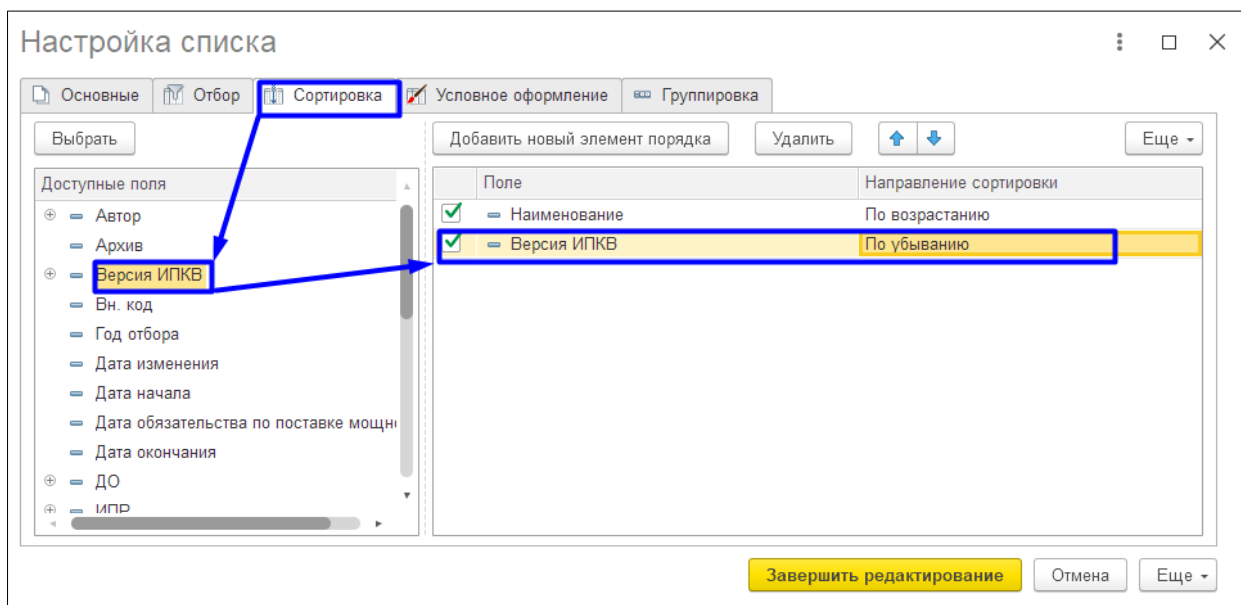 Настройка списка
Основные Отбор Сортировка Условное оформление Группировка
Выбрать Добавить новый элемент порядка Удалить Еще
Доступные поля Поле Направление сортировки
Автор Наименование По возрастанию
Архив Версия ИПКВ По убыванию
Версия ИПКВ
Вн. код
Год отбора
Дата изменения
Дата начала
Дата обязательства по поставке мощн
Дата окончания
ДО
ИПР
Завершить редактирование Отмена Еще